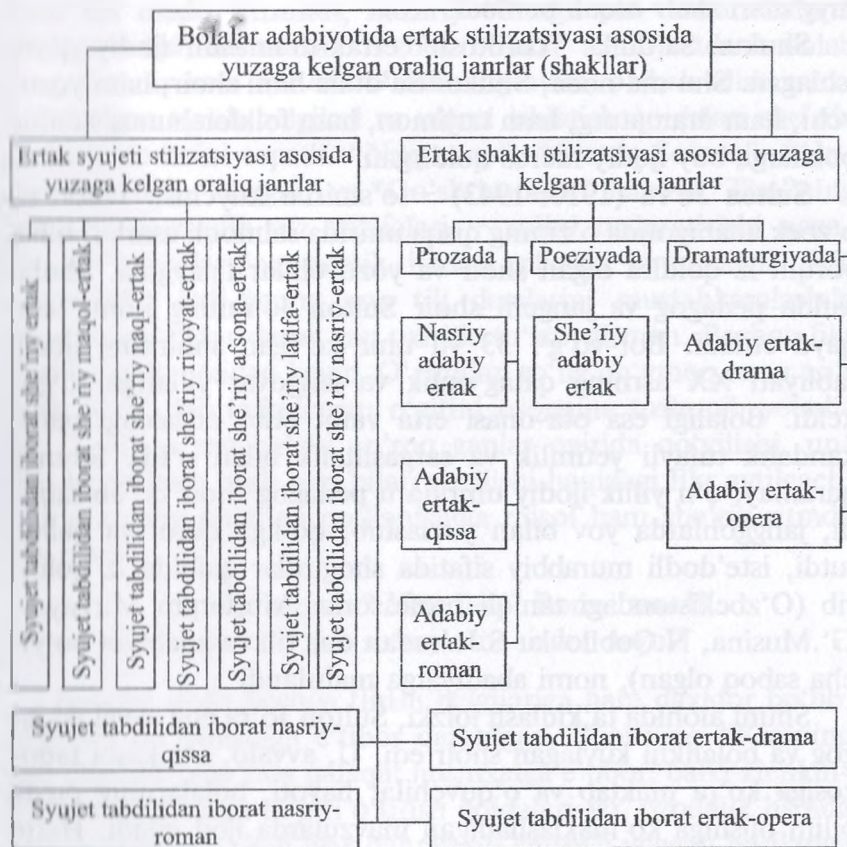 Bolalar adabiyotida ertak stilizatsiyasi asosida
yuzaga kelgan oraliq janrlar (shakllar)
Ertak syujeti stilizatsiyasi asosida
yuzaga kelgan oraliq janrlar
Ertak shakli stilizatsiyasi asosida yuzaga
kelgan oraliq janrlar
Syujet tabdilidan iborat she’riy ertak
Syujet tabdilidan iborat she’riy maqol-ertak
Syujet tabdilidan iborat she’riy naql-ertak
Syujet tabdilidan iborat she’riy rivoyat-ertak
Syujet tabdilidan iborat she’riy afsona-ertak
Syujet tabdilidan iborat she’riy latifa-ertak
Syujet tabdilidan iborat she’riy nasriy- ertak
Prozada
Nasriy
adabiy
ertak
Adabiy
ertak-
qissa
Adabiy
ertak-
roman
Poeziyada
She’riy
adabiy
ertak
Dramaturgiyada
Adabiy ertak-
drama
Adabiy ertak-
opera
Syujet tabdilidan iborat nasriy-
qissa
Syujet tabdilidan iborat nasriy-
roman
Syujet tabdilidan iborat ertak-drama
Syujet tabdilidan iborat ertak-opera